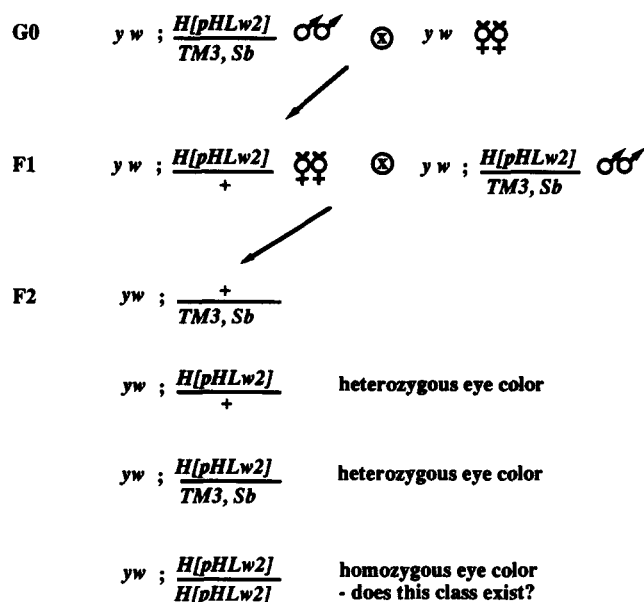 G0 y w ; H[pHLw2] ♂♂ ⊗ y w ☿☿
TM3, Sb
F1 y w ; H[pHLw2] ☿☿ ⊗ y w ; H[pHLw2] ♂♂
+ TM3, Sb
F2 yw ; +
TM3, Sb
yw ; H[pHLw2] heterozygous eye color
+
yw ; H[pHLw2] heterozygous eye color
TM3, Sb
yw ; H[pHLw2] homozygous eye color
H[pHLw2] - does this class exist?